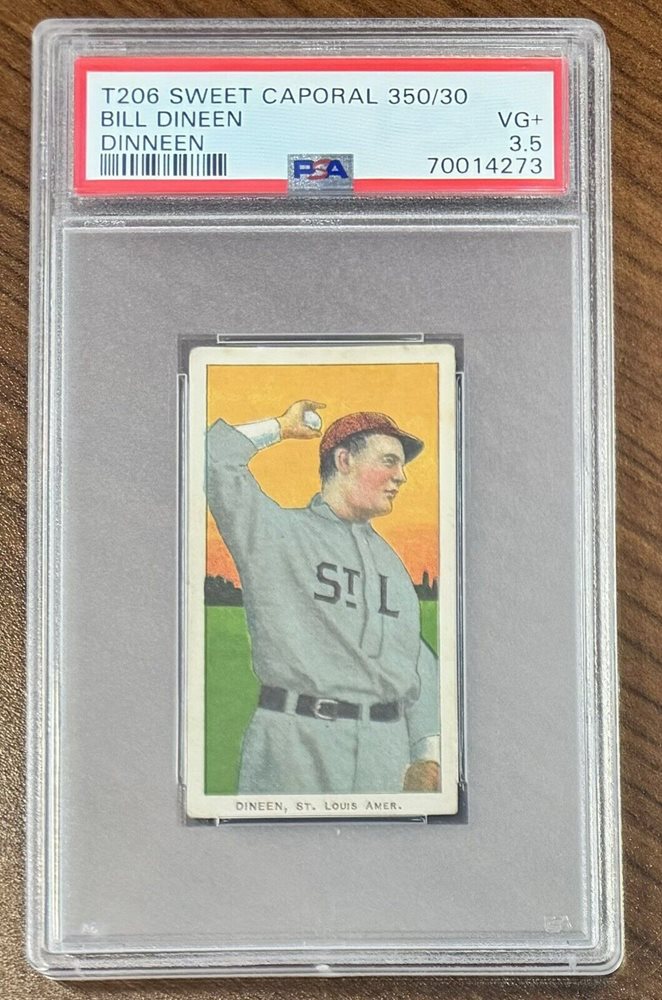 T206 SWEET CAPORAL 350/30
BILL DINEEN VG+
DINNEEN 3.5
PSA 70014273
ST L
DINEEN, ST. LOUIS AMER.